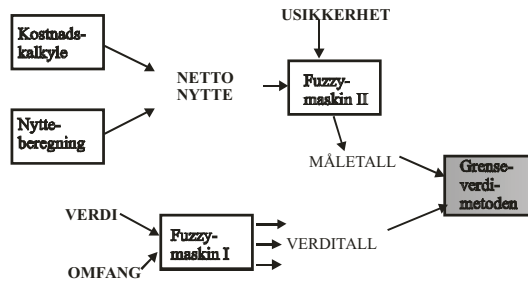 USIKKERHET
Kostnads-
kalkyle
NETTO
NYTTE
Fuzzy-
maskin II
Nytte-
beregning
MÅLETALL
Grense-
verdi-
metoden
VERDI
Fuzzy-
maskin I
VERDITALL
OMFANG